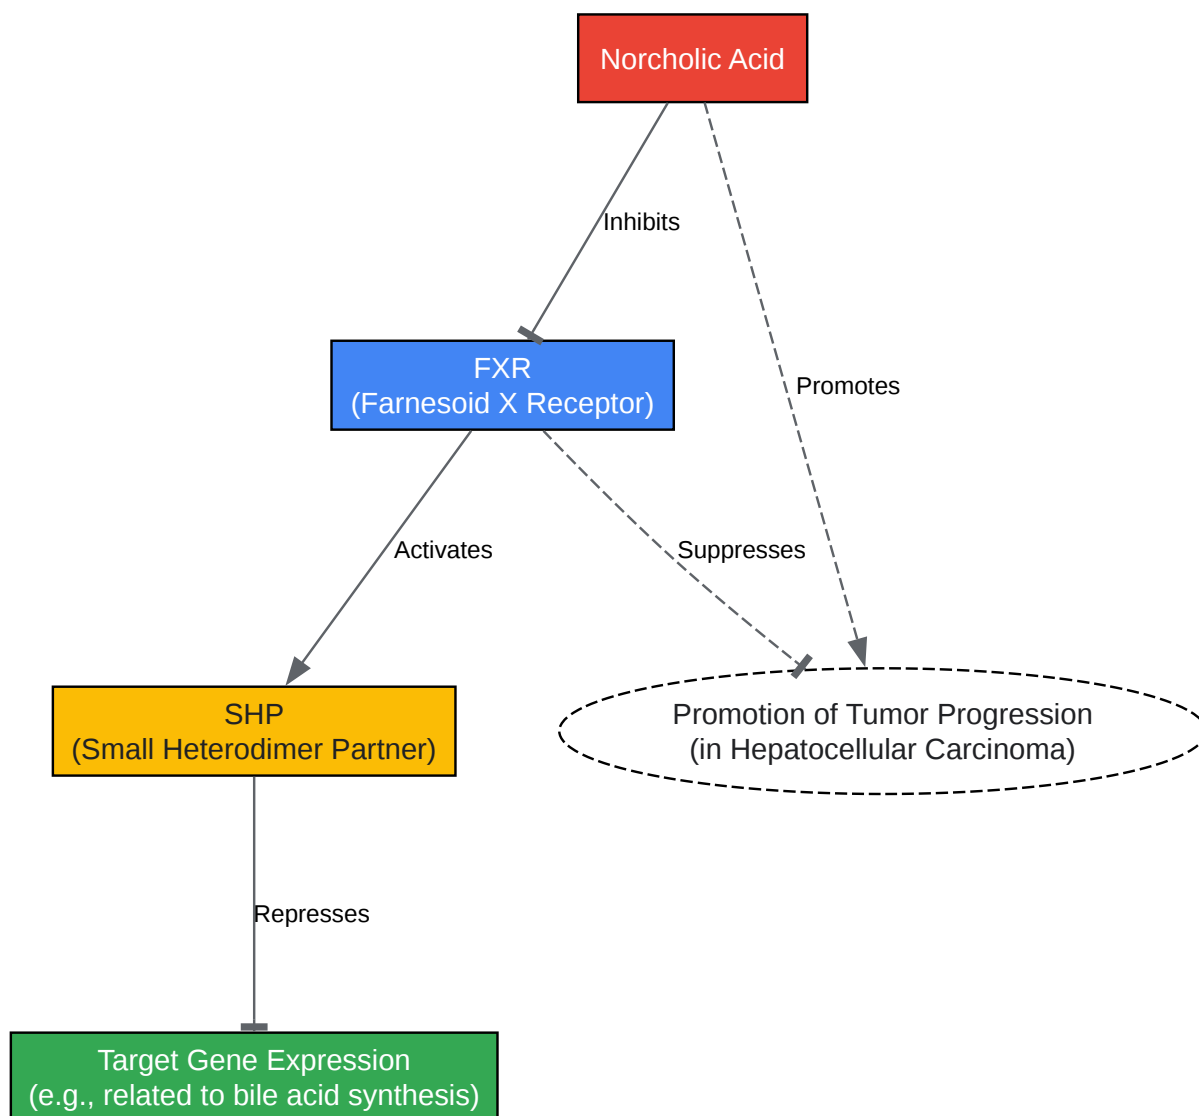 Norcholic Acid
Inhibits
FXR
(Farnesoid X Receptor)
Promotes
Activates
Suppresses
SHP
(Small Heterodimer Partner)
Promotion of Tumor Progression
(in Hepatocellular Carcinoma)
Represses
Target Gene Expression
(e.g., related to bile acid synthesis)